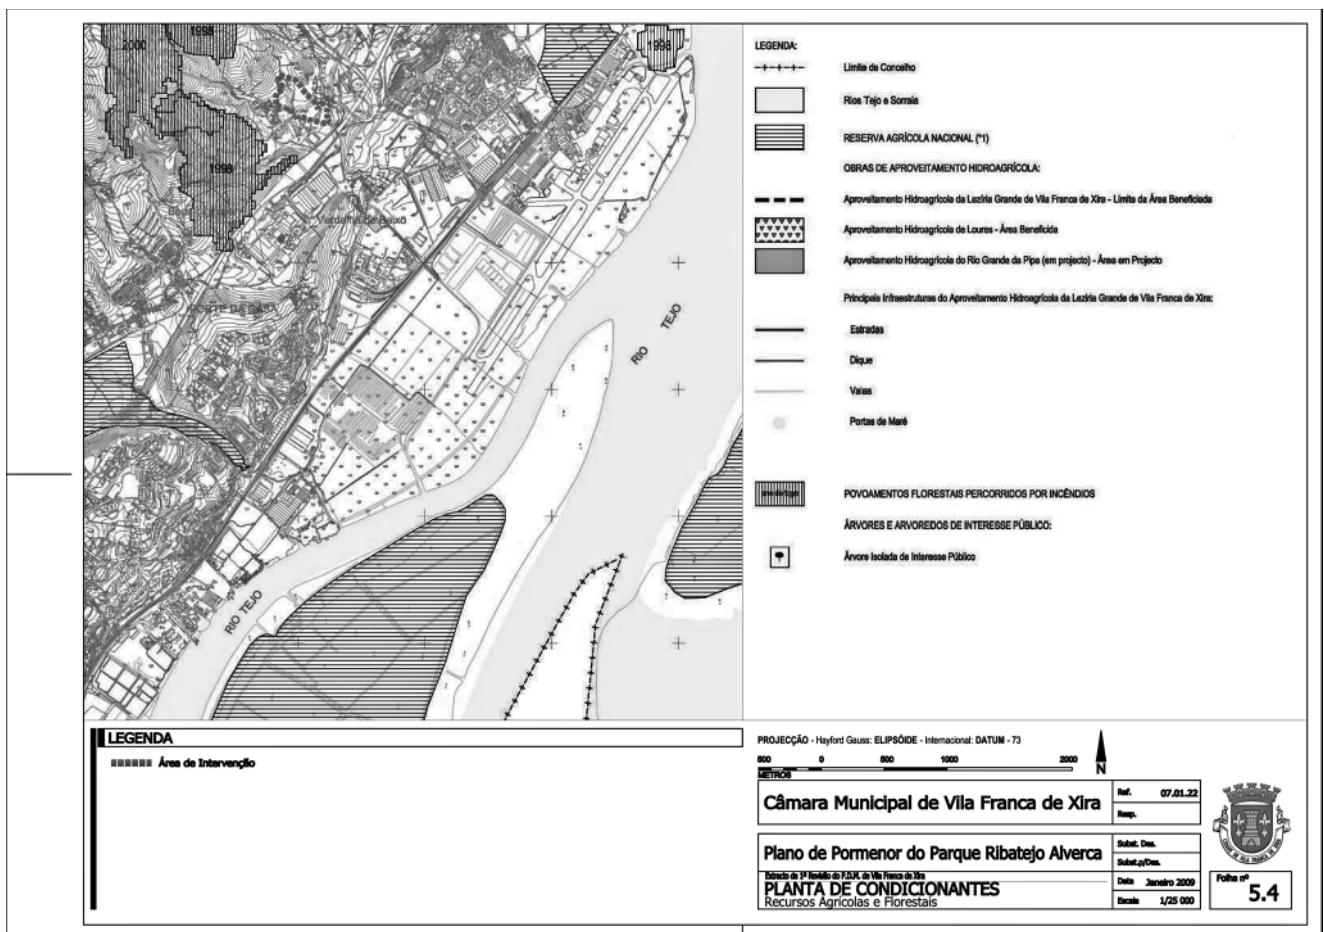 2000
1998
1998
1998
Verdelha de Baixo
FORTE DA CASA
RIO TEJO
RIO TEJO
LEGENDA:
Limite de Concelho
Rios Tejo e Sorraia
RESERVA AGRÍCOLA NACIONAL (*1)
OBRAS DE APROVEITAMENTO HIDROAGRÍCOLA:
Aproveitamento Hidroagrícola da Lezíria Grande de Vila Franca de Xira - Limite da Área Beneficiada
Aproveitamento Hidroagrícola de Loures - Área Beneficida
Aproveitamento Hidroagrícola do Rio Grande da Pipa (em projecto) - Área em Projecto
Principais Infraestruturas do Aproveitamento Hidroagrícola da Lezíria Grande de Vila Franca de Xira:
Estradas
Dique
Valas
Portas de Maré
POVOAMENTOS FLORESTAIS PERCORRIDOS POR INCÊNDIOS
ÁRVORES E ARVOREDOS DE INTERESSE PÚBLICO:
Árvore Isolada de Interesse Público
LEGENDA
Área de Intervenção
PROJECÇÃO - Hayford Gauss: ELIPSÓIDE - Internacional: DATUM - 73
500 0 500 1000 2000
METROS
N
Câmara Municipal de Vila Franca de Xira
Ref. 07.01.22
Resp.
Plano de Pormenor do Parque Ribatejo Alverca
Subst. Des.
Subst.p/Des.
Extracto da 1ª Revisão do P.D.M. de Vila Franca de Xira
PLANTA DE CONDICIONANTES
Recursos Agrícolas e Florestais
Data Janeiro 2009
Escala 1/25 000
Folha nº
5.4